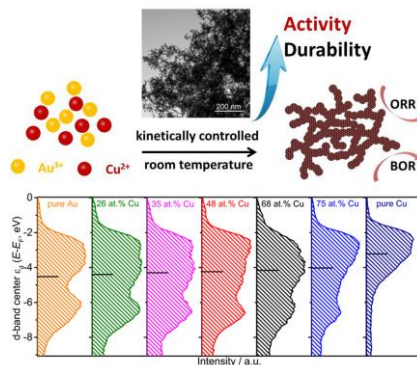 Activity
Durability
200 nm
kinetically controlled
room temperature
Au³⁺
Cu²⁺
ORR
BOR
d-band center ε_d (E-E_F, eV)
0
-2
-4
-6
-8
pure Au
26 at.% Cu
35 at.% Cu
48 at.% Cu
68 at.% Cu
75 at.% Cu
pure Cu
Intensity / a.u.